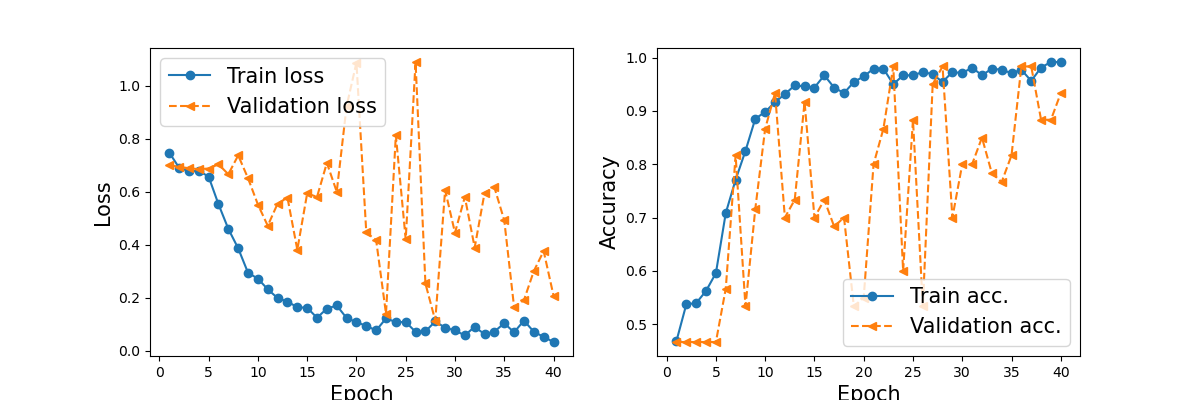 Train loss
Validation loss
Loss
1.0
0.8
0.6
0.4
0.2
0.0
0 5 10 15 20 25 30 35 40
Epoch
Accuracy
1.0
0.9
0.8
0.7
0.6
0.5
Train acc.
Validation acc.
0 5 10 15 20 25 30 35 40
Epoch